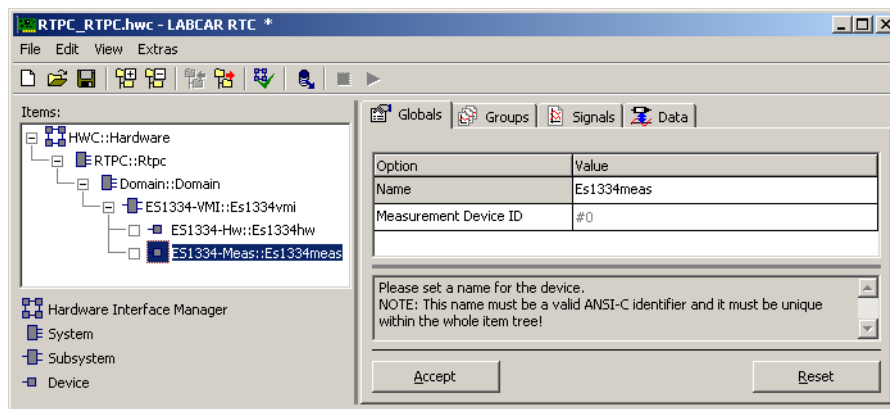 RTPC_RTPC.hwc - LABCAR RTC *
File Edit View Extras
Items:
HWC::Hardware
RTPC::Rtpc
Domain::Domain
ES1334-VMI::Es1334vmi
ES1334-Hw::Es1334hw
ES1334-Meas::Es1334meas
Hardware Interface Manager
System
Subsystem
Device
Globals Groups Signals Data
Option Value
Name Es1334meas
Measurement Device ID #0
Please set a name for the device.
NOTE: This name must be a valid ANSI-C identifier and it must be unique
within the whole item tree!
Accept Reset